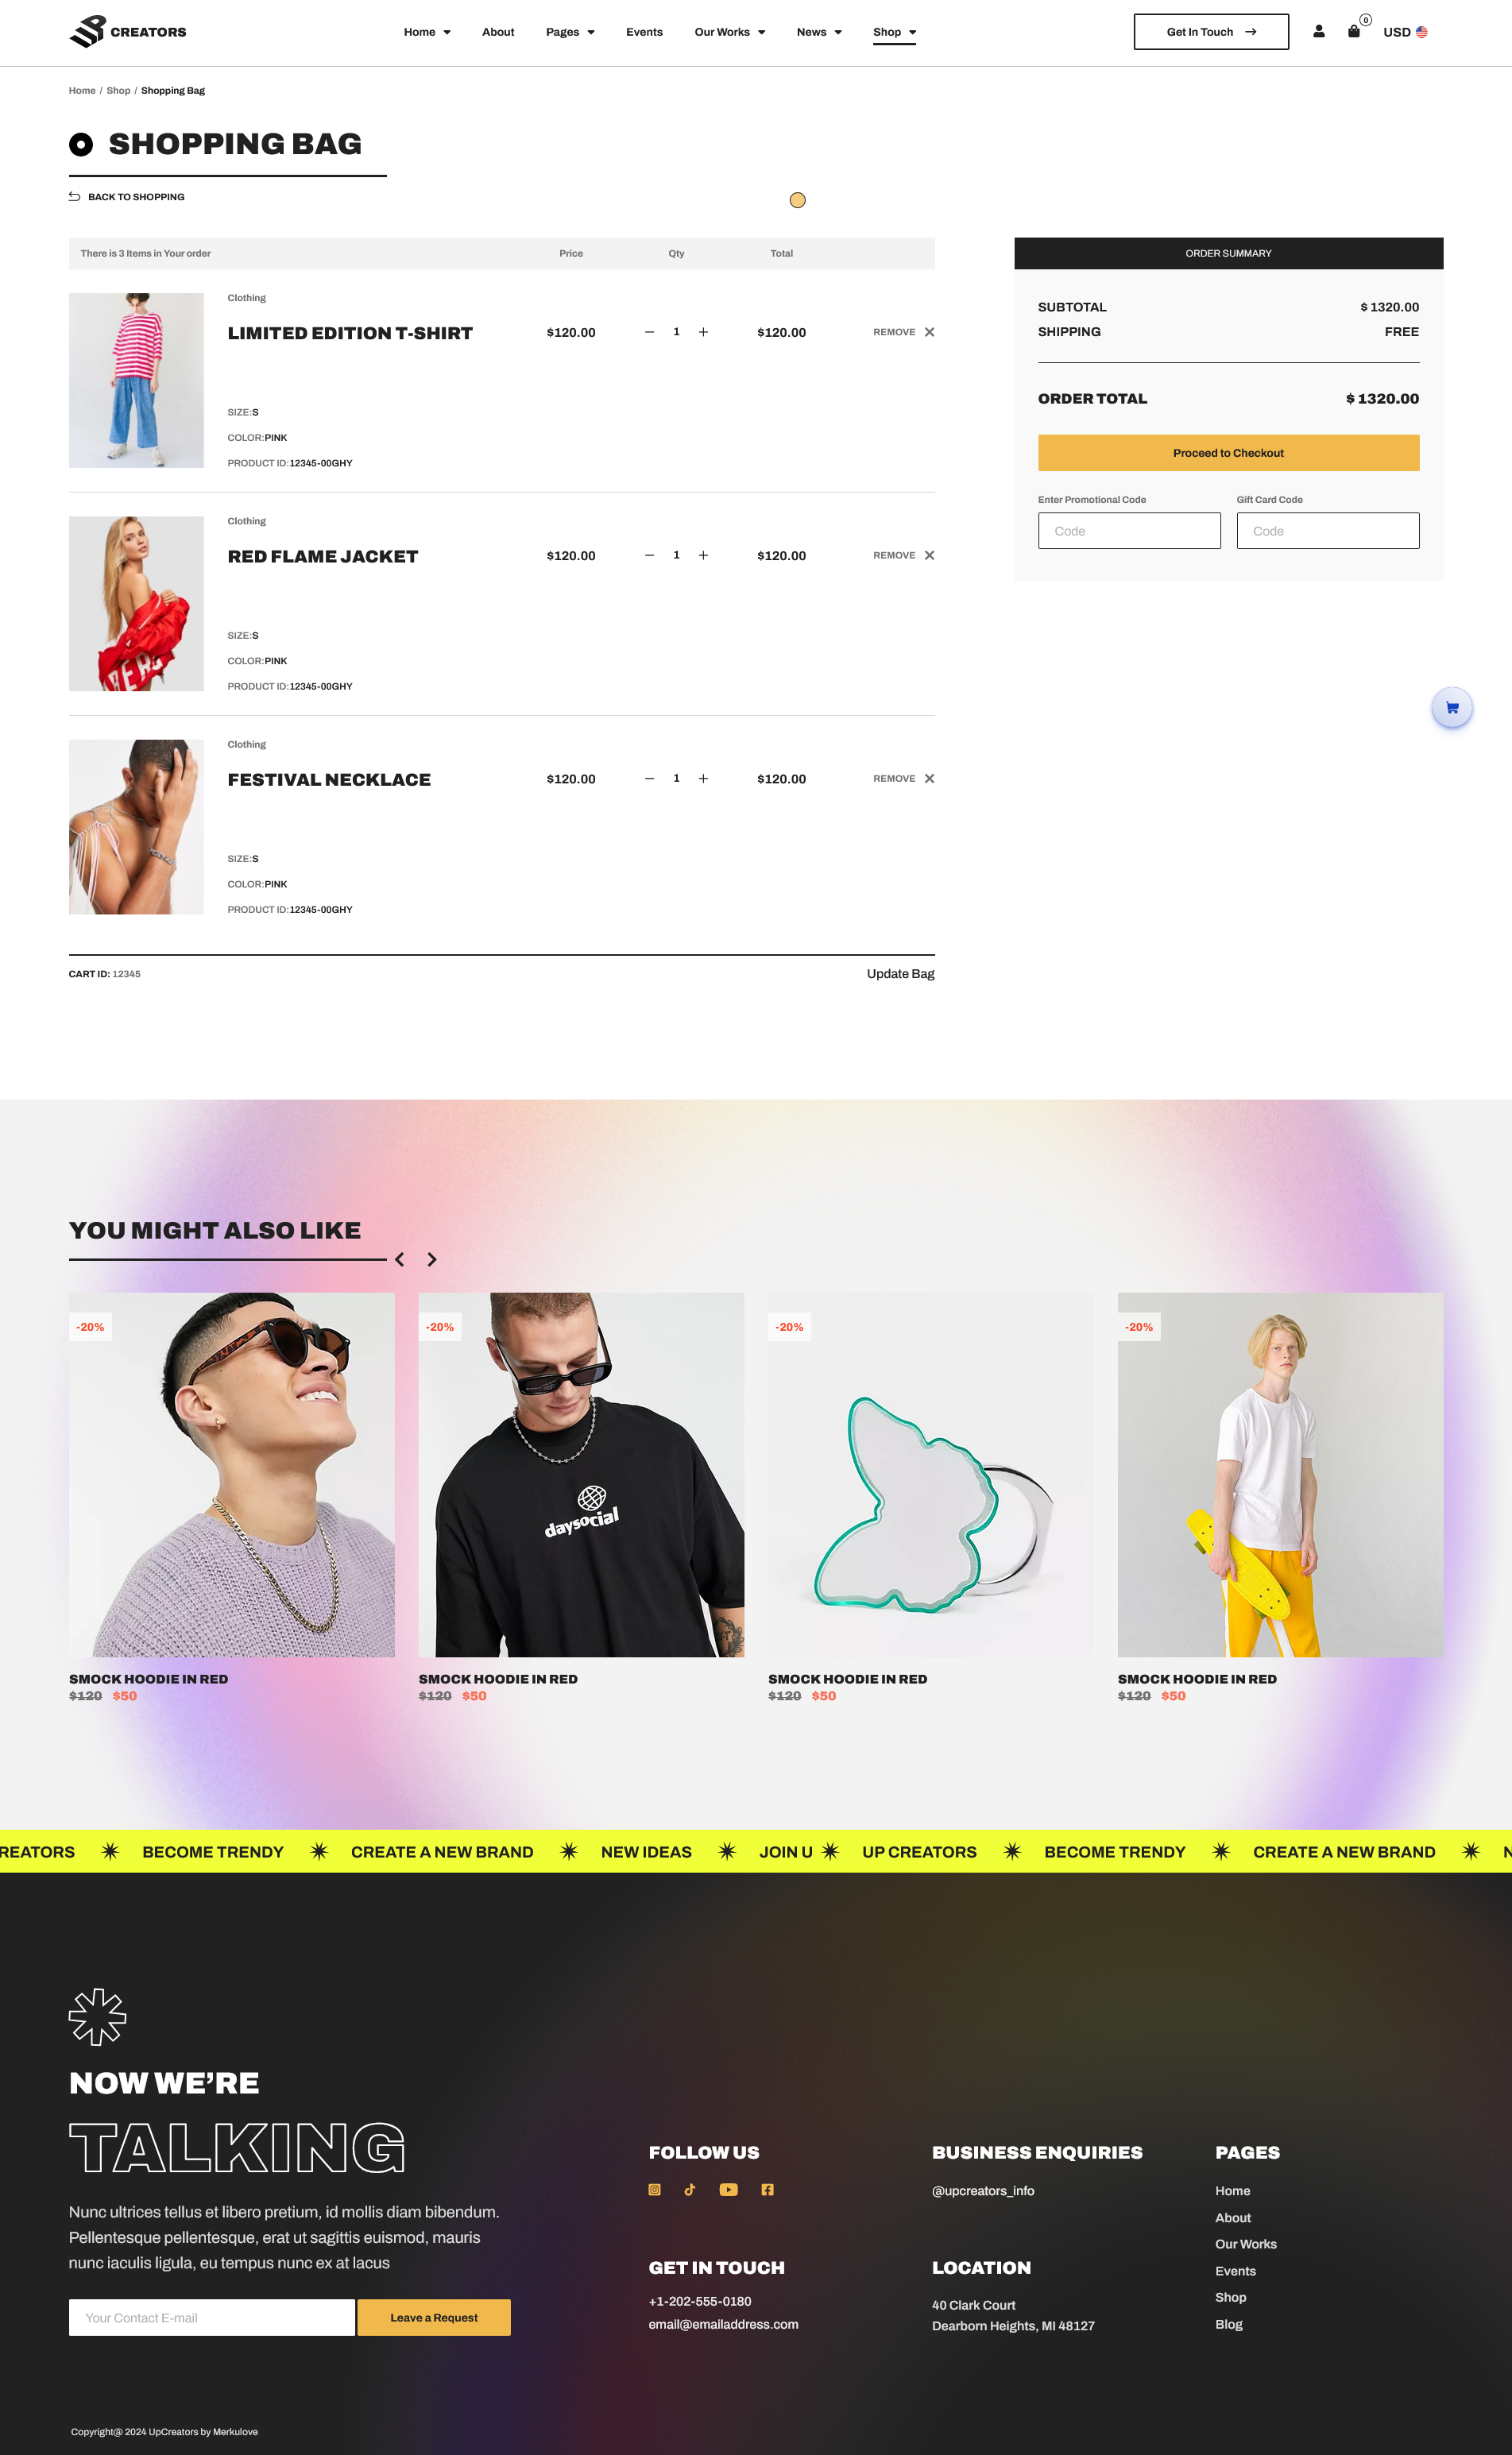 CREATORS
Home
About
Pages
Events
Our Works
News
Shop
Get In Touch
0
USD
Home / Shop / Shopping Bag
SHOPPING BAG
BACK TO SHOPPING
There is 3 Items in Your order Price Qty Total
Clothing
LIMITED EDITION T-SHIRT $120.00 1 $120.00 REMOVE
SIZE:S
COLOR:PINK
PRODUCT ID:12345-00GHY
Clothing
RED FLAME JACKET $120.00 1 $120.00 REMOVE
SIZE:S
COLOR:PINK
PRODUCT ID:12345-00GHY
Clothing
FESTIVAL NECKLACE $120.00 1 $120.00 REMOVE
SIZE:S
COLOR:PINK
PRODUCT ID:12345-00GHY
CART ID: 12345 Update Bag
ORDER SUMMARY
SUBTOTAL $ 1320.00
SHIPPING FREE
ORDER TOTAL $ 1320.00
Proceed to Checkout
Enter Promotional Code Gift Card Code
Code Code
YOU MIGHT ALSO LIKE
-20% -20% -20% -20%
daysocial
SMOCK HOODIE IN RED
$120 $50
SMOCK HOODIE IN RED
$120 $50
SMOCK HOODIE IN RED
$120 $50
SMOCK HOODIE IN RED
$120 $50
REATORS BECOME TRENDY CREATE A NEW BRAND NEW IDEAS JOIN U UP CREATORS BECOME TRENDY CREATE A NEW BRAND N
NOW WE’RE
TALKING
Nunc ultrices tellus et libero pretium, id mollis diam bibendum.
Pellentesque pellentesque, erat ut sagittis euismod, mauris
nunc iaculis ligula, eu tempus nunc ex at lacus
Your Contact E-mail Leave a Request
FOLLOW US
GET IN TOUCH
+1-202-555-0180
email@emailaddress.com
BUSINESS ENQUIRIES
@upcreators_info
LOCATION
40 Clark Court
Dearborn Heights, MI 48127
PAGES
Home
About
Our Works
Events
Shop
Blog
Copyright@ 2024 UpCreators by Merkulove